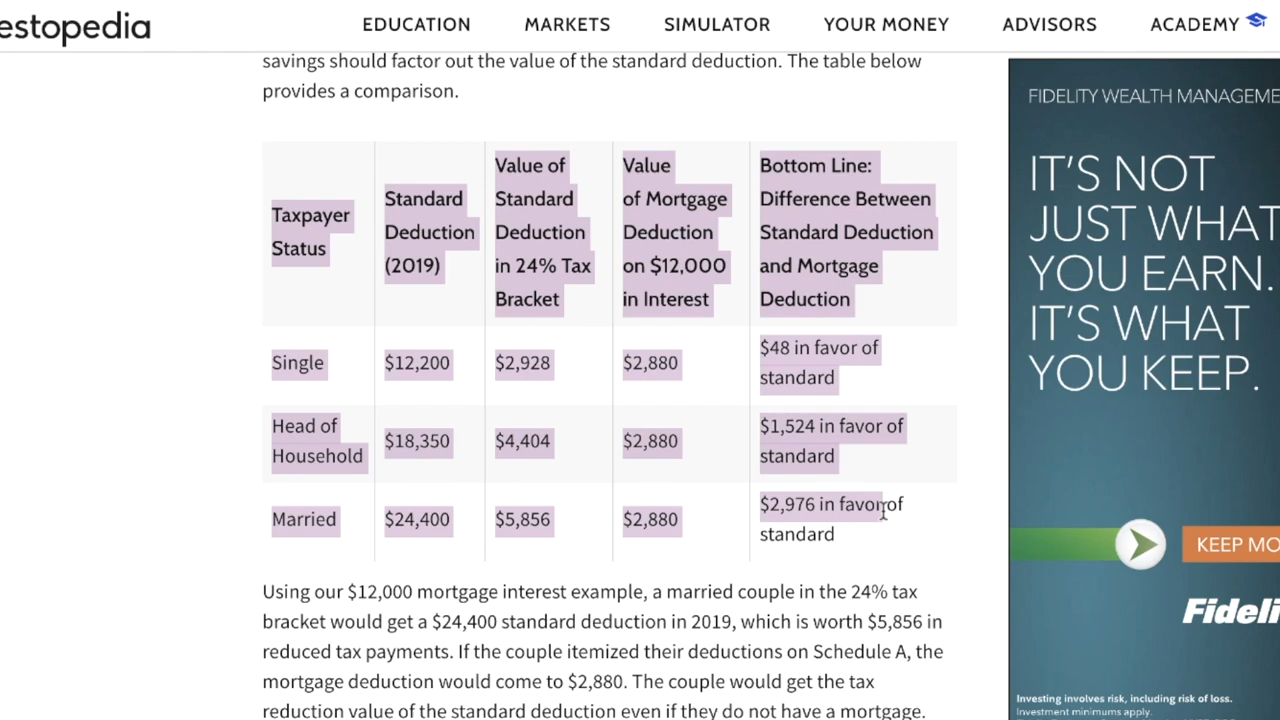 estopedia
EDUCATION MARKETS SIMULATOR YOUR MONEY ADVISORS ACADEMY
savings should factor out the value of the standard deduction. The table below
provides a comparison.
Taxpayer
Status
Standard
Deduction
(2019)
Value of
Standard
Deduction
in 24% Tax
Bracket
Value
of Mortgage
Deduction
on $12,000
in Interest
Bottom Line:
Difference Between
Standard Deduction
and Mortgage
Deduction
Single
$12,200
$2,928
$2,880
$48 in favor of
standard
Head of
Household
$18,350
$4,404
$2,880
$1,524 in favor of
standard
Married
$24,400
$5,856
$2,880
$2,976 in favor of
standard
Using our $12,000 mortgage interest example, a married couple in the 24% tax
bracket would get a $24,400 standard deduction in 2019, which is worth $5,856 in
reduced tax payments. If the couple itemized their deductions on Schedule A, the
mortgage deduction would come to $2,880. The couple would get the tax
reduction value of the standard deduction even if they do not have a mortgage.
FIDELITY WEALTH MANAGEME
IT'S NOT
JUST WHAT
YOU EARN.
IT'S WHAT
YOU KEEP.
KEEP MO
Fideli
Investing involves risk, including risk of loss.
Investment minimums apply.